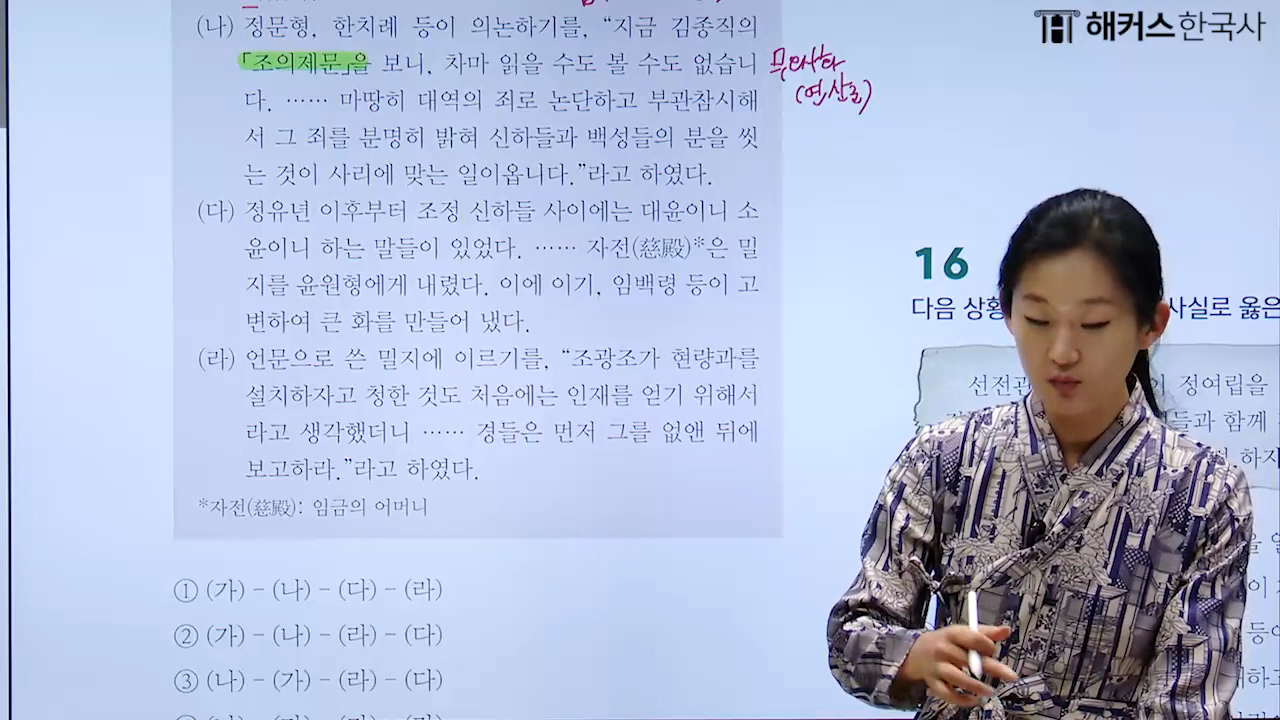 해커스한국사
(나) 정문형, 한치례 등이 의논하기를, “지금 김종직의
「조의제문」을 보니, 차마 읽을 수도 볼 수도 없습니
다. …… 마땅히 대역의 죄로 논단하고 부관참시해
서 그 죄를 분명히 밝혀 신하들과 백성들의 분을 씻
는 것이 사리에 맞는 일이옵니다.”라고 하였다.
무오사화
(연산군)
(다) 정유년 이후부터 조정 신하들 사이에는 대윤이니 소
윤이니 하는 말들이 있었다. …… 자전(慈殿)*은 밀
지를 윤원형에게 내렸다. 이에 이기, 임백령 등이 고
변하여 큰 화를 만들어 냈다.
(라) 언문으로 쓴 밀지에 이르기를, “조광조가 현량과를
설치하자고 청한 것도 처음에는 인재를 얻기 위해서
라고 생각했더니 …… 경들은 먼저 그를 없앤 뒤에
보고하라.”라고 하였다.
*자전(慈殿): 임금의 어머니
① (가) - (나) - (다) - (라)
② (가) - (나) - (라) - (다)
③ (나) - (가) - (라) - (다)
16
다음 상황 사실로 옳은
선전관 정여립을
들과 함께
하지